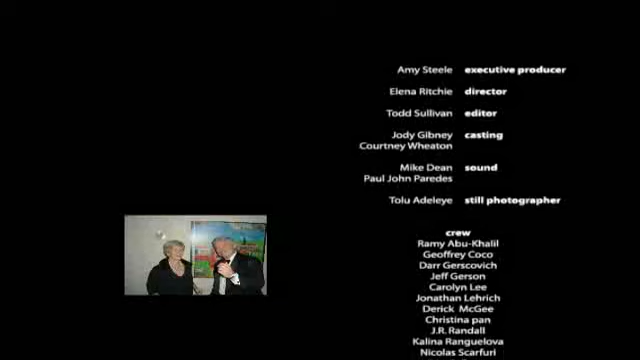 Amy Steele executive producer
Elena Ritchie director
Todd Sullivan editor
Jody Gibney casting
Courtney Wheaton
Mike Dean sound
Paul John Paredes
Tolu Adeleye still photographer
crew
Ramy Abu-Khalil
Geoffrey Coco
Darr Gerscovich
Jeff Gerson
Carolyn Lee
Jonathan Lehrich
Derick McGee
Christina pan
J.R. Randall
Kalina Ranguelova
Nicolas Scarfuri